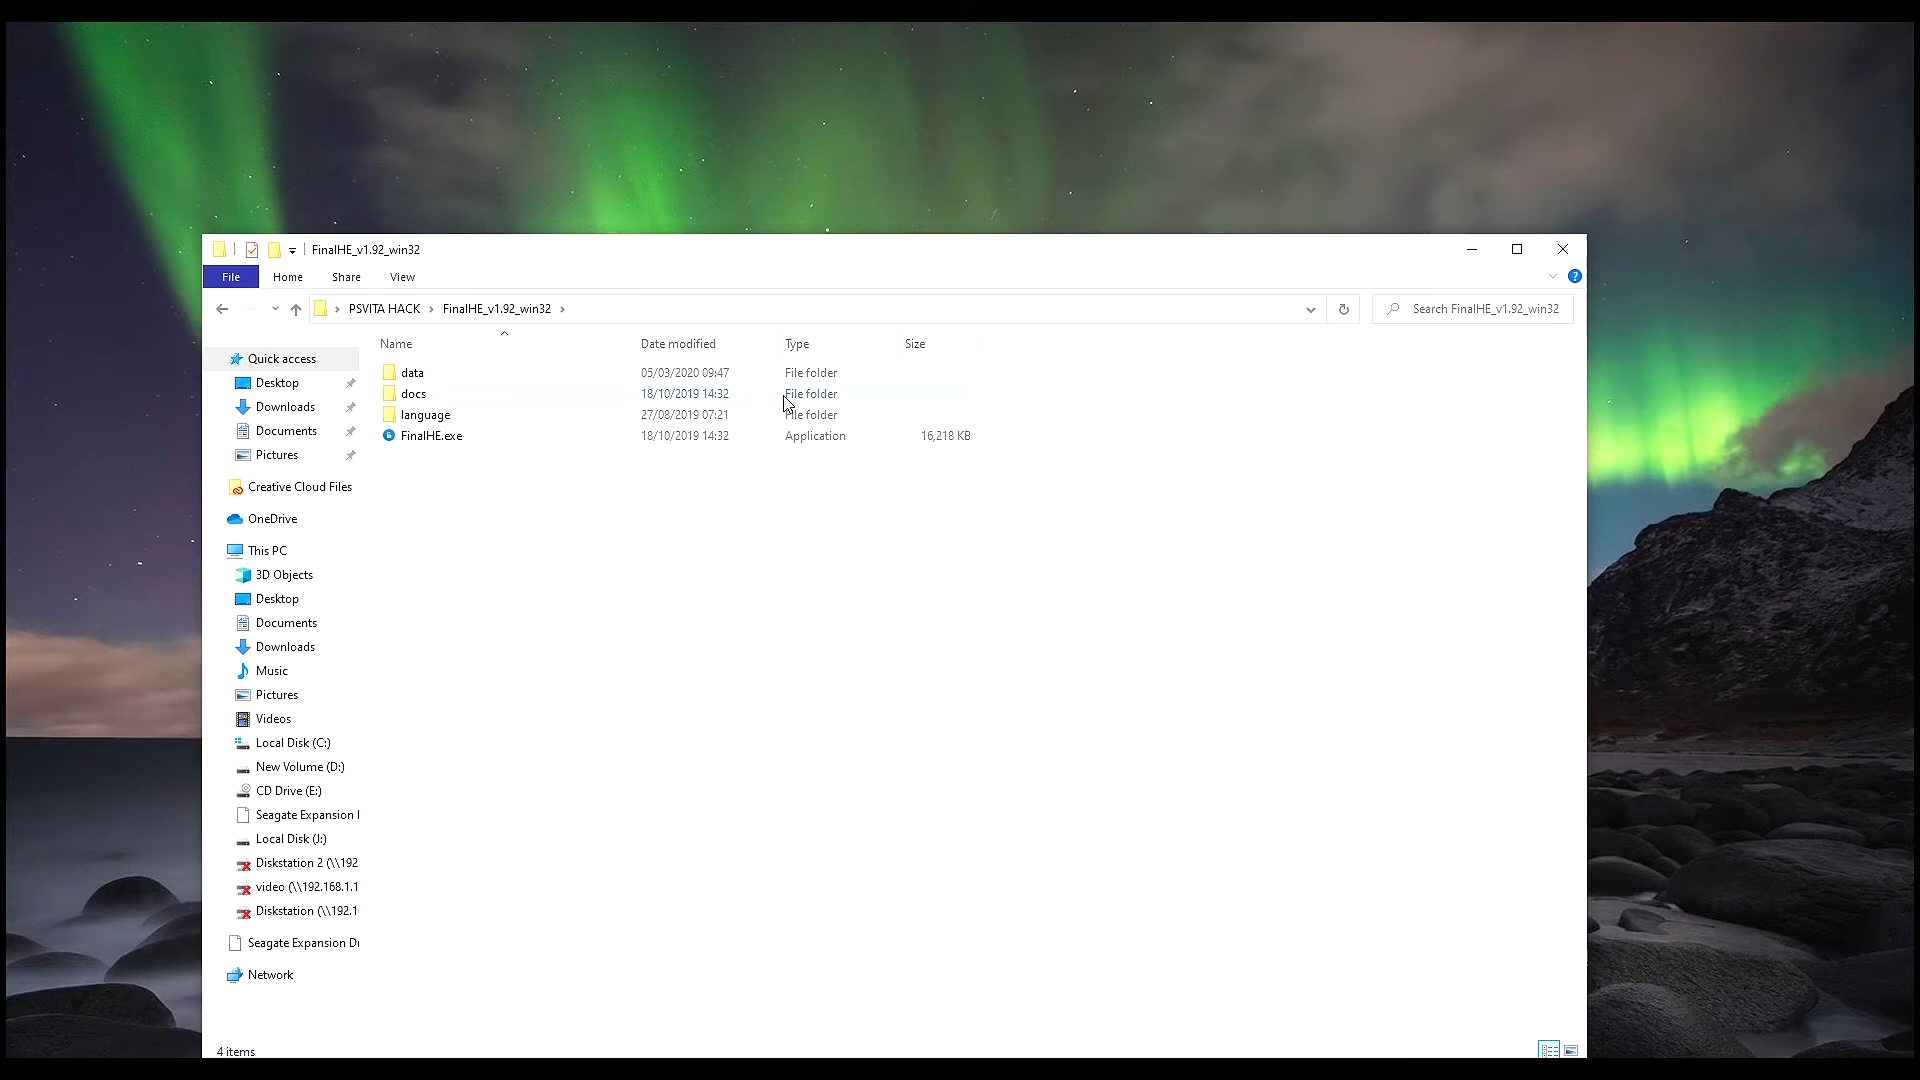 FinalHE_v1.92_win32
File Home Share View
PSVITA HACK FinalHE_v1.92_win32
Search FinalHE_v1.92_win32
Name Date modified Type Size
data 05/03/2020 09:47 File folder
docs 18/10/2019 14:32 File folder
language 27/08/2019 07:21 File folder
FinalHE.exe 18/10/2019 14:32 Application 16,218 KB
Quick access
Desktop
Downloads
Documents
Pictures
Creative Cloud Files
OneDrive
This PC
3D Objects
Desktop
Documents
Downloads
Music
Pictures
Videos
Local Disk (C:)
New Volume (D:)
CD Drive (E:)
Seagate Expansion
Local Disk (J:)
Diskstation 2 (\\192
video (\\192.168.1.1
Diskstation (\\192.1
Seagate Expansion Dr
Network
4 items